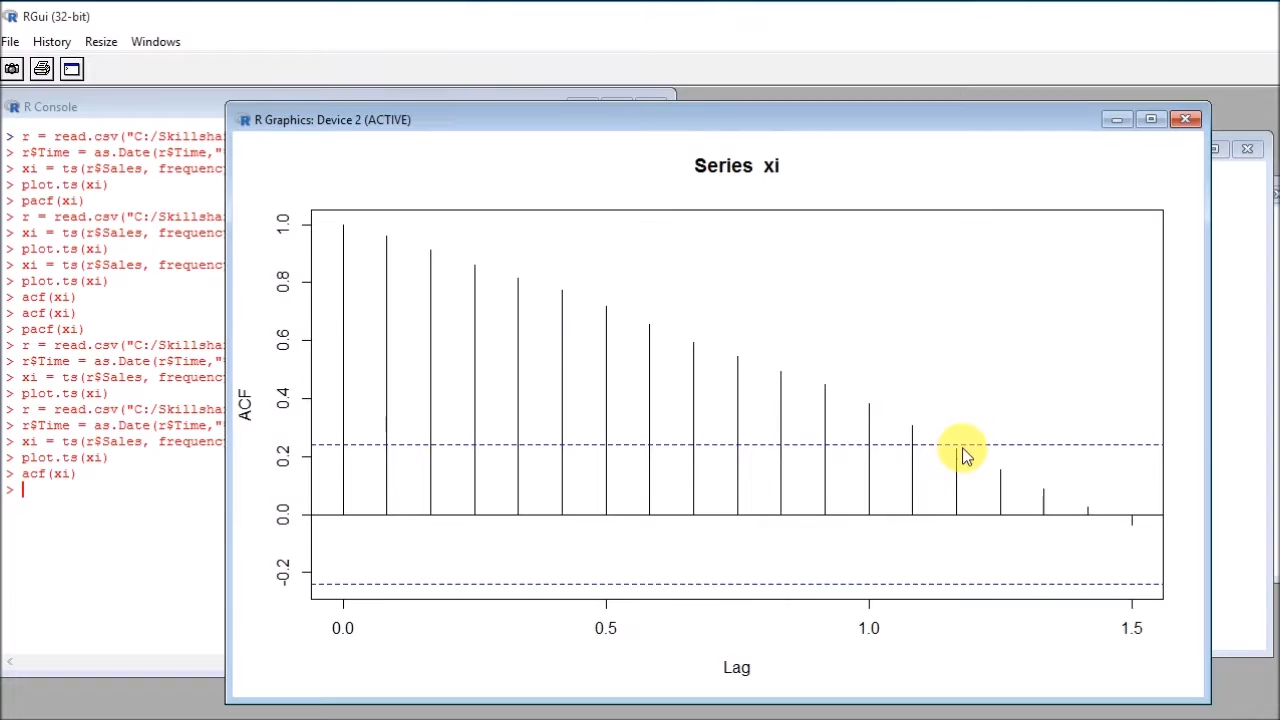 RGui (32-bit)
File History Resize Windows
R Console
> r = read.csv("C:/Skillsha
> r$Time = as.Date(r$Time,"
> xi = ts(r$Sales, frequenc
> plot.ts(xi)
> pacf(xi)
> r = read.csv("C:/Skillsha
> xi = ts(r$Sales, frequenc
> plot.ts(xi)
> xi = ts(r$Sales, frequenc
> plot.ts(xi)
> acf(xi)
> acf(xi)
> pacf(xi)
> r = read.csv("C:/Skillsha
> r$Time = as.Date(r$Time,"
> xi = ts(r$Sales, frequenc
> plot.ts(xi)
> r = read.csv("C:/Skillsha
> r$Time = as.Date(r$Time,"
> xi = ts(r$Sales, frequenc
> plot.ts(xi)
> acf(xi)
>
R Graphics: Device 2 (ACTIVE)
Series xi
ACF
1.0
0.8
0.6
0.4
0.2
0.0
-0.2
0.0 0.5 1.0 1.5
Lag